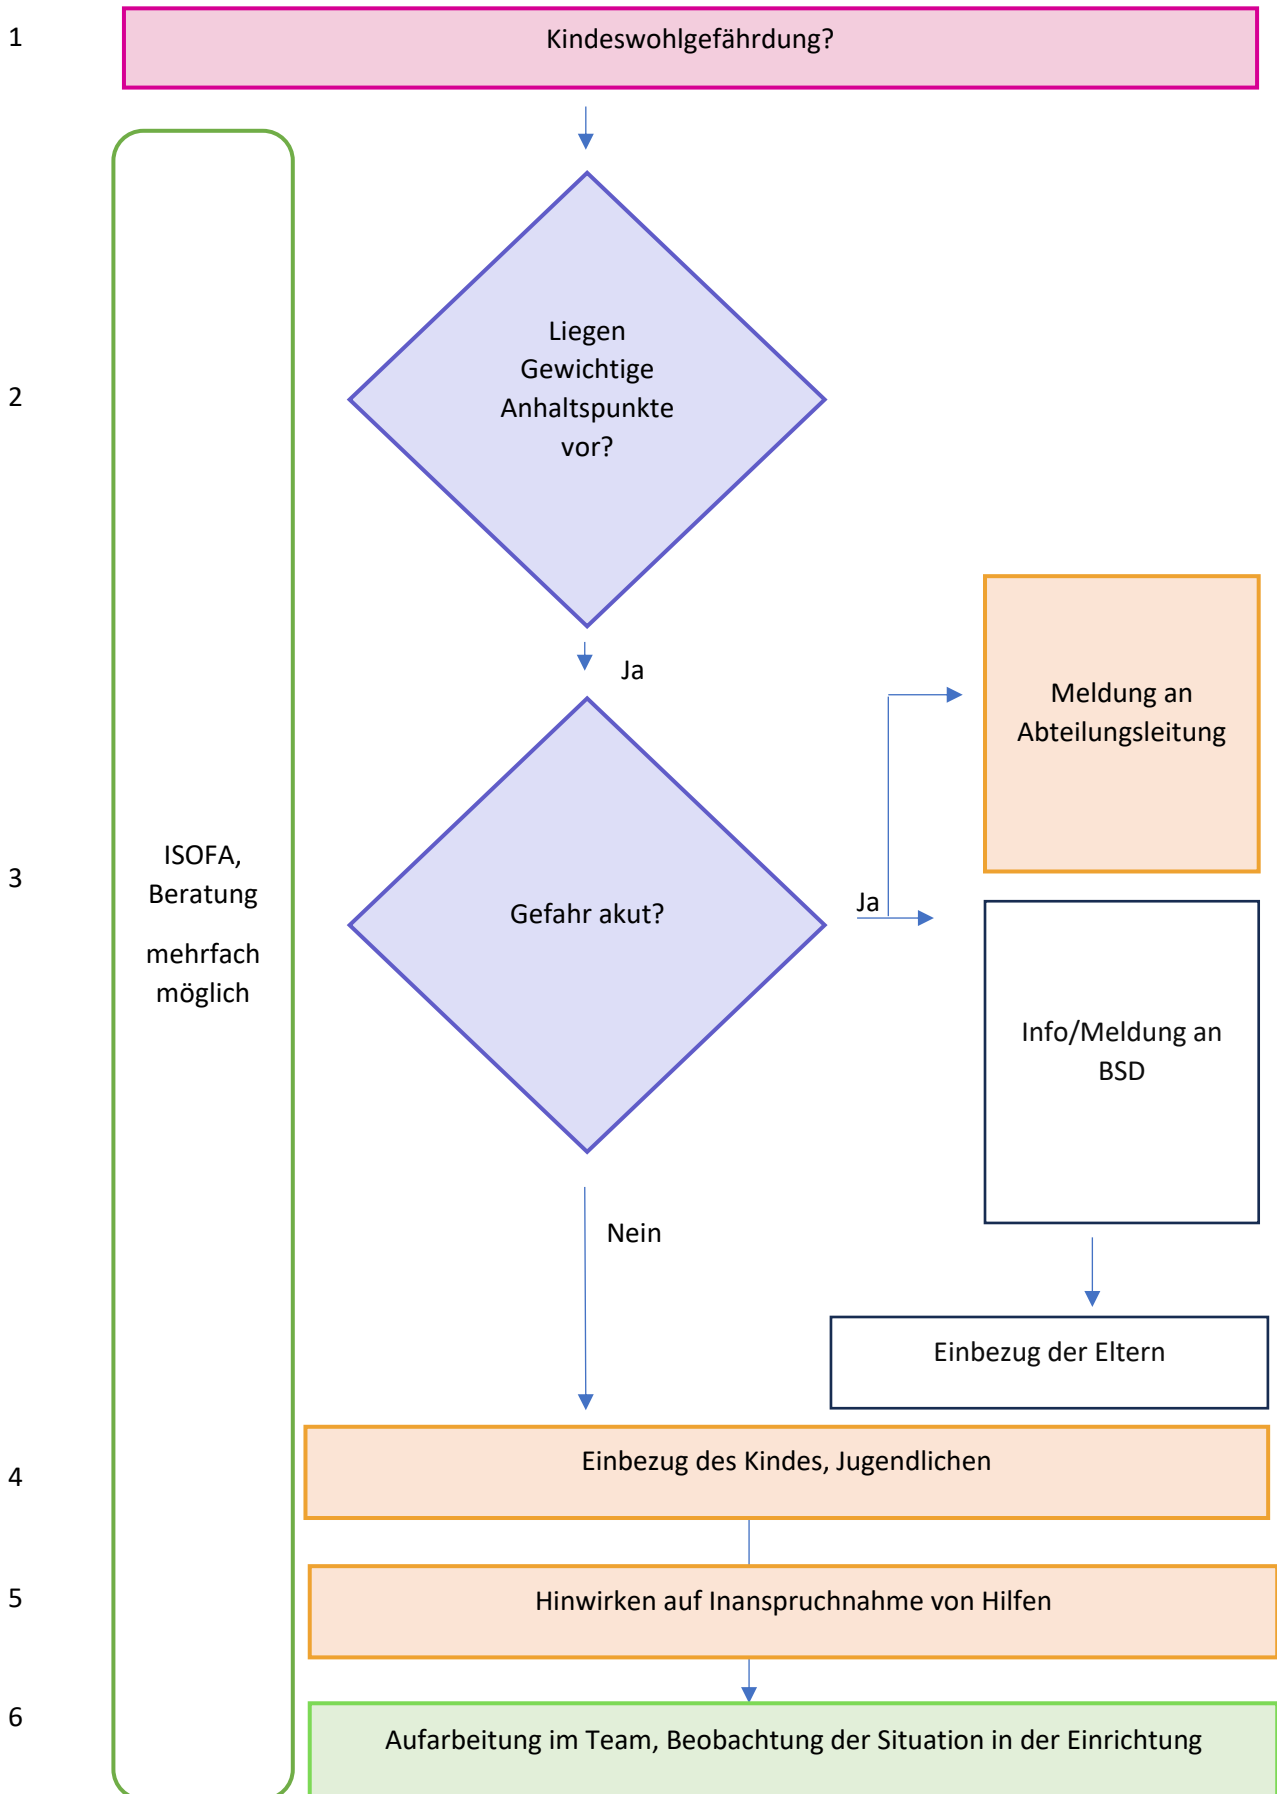 1
Kindeswohlgefährdung?
2
Liegen
Gewichtige
Anhaltspunkte
vor?
Ja
Meldung an
Abteilungsleitung
3
ISOFA,
Beratung
mehrfach
möglich
Gefahr akut?
Ja
Info/Meldung an
BSD
Nein
Einbezug der Eltern
4
Einbezug des Kindes, Jugendlichen
5
Hinwirken auf Inanspruchnahme von Hilfen
6
Aufarbeitung im Team, Beobachtung der Situation in der Einrichtung